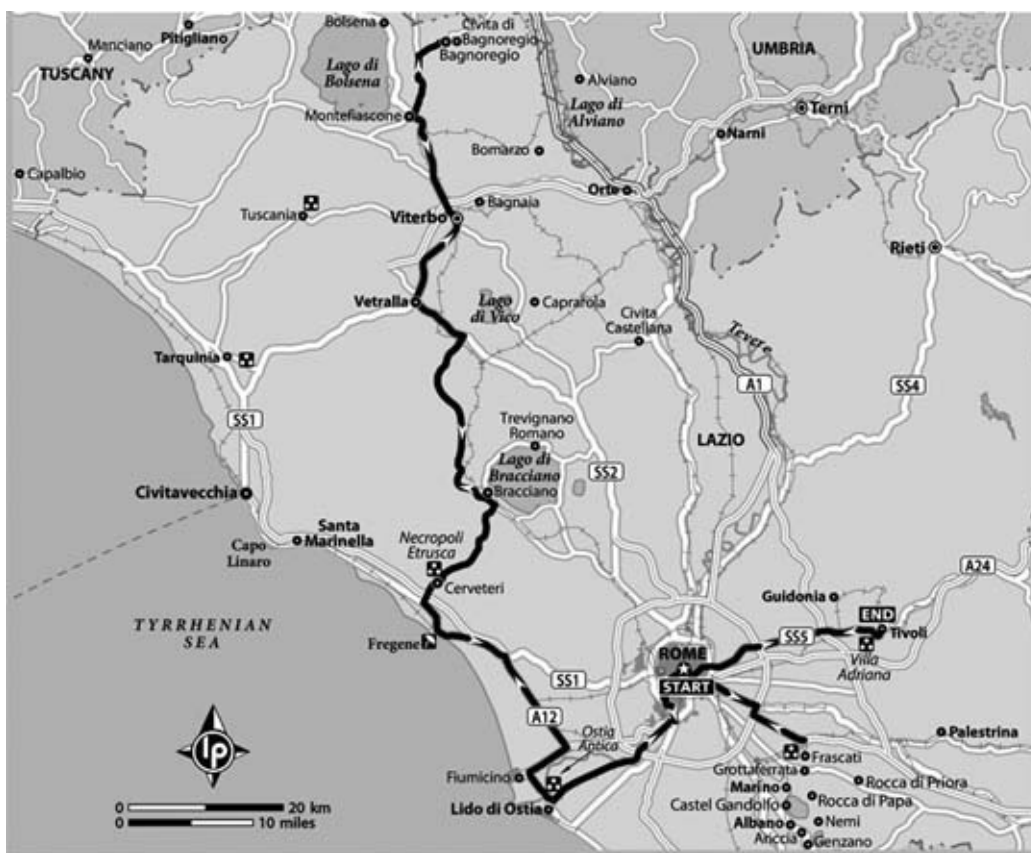 Bolsena
Civita di
Bagnoregio
Bagnoregio
Pitigliano
Manciano
TUSCANY
Lago di
Bolsena
UMBRIA
Alviano
Lago di
Alviano
Terni
Montefiascone
Narni
Bomarzo
Capalbio
Orte
Tuscania
Bagnaia
Viterbo
Rieti
Vetralla
Lago
di Vico
Caprarola
Civita
Castellana
Tevere
Tarquinia
A1
SS4
SS1
Trevignano
Romano
LAZIO
Lago di
Bracciano
SS2
Civitavecchia
Bracciano
Santa
Marinella
Necropoli
Etrusca
Capo
Linaro
Cerveteri
A24
Guidonia
END
TYRRHENIAN
SEA
Tivoli
SS5
Fregene
ROME
Villa
Adriana
SS1
START
A12
Ostia
Antica
Palestrina
Frascati
Fiumicino
Grottaferrata
Rocca di Priora
Marino
lp
0 20 km
0 10 miles
Lido di Ostia
Castel Gandolfo
Rocca di Papa
Albano
Nemi
Ariccia
Genzano